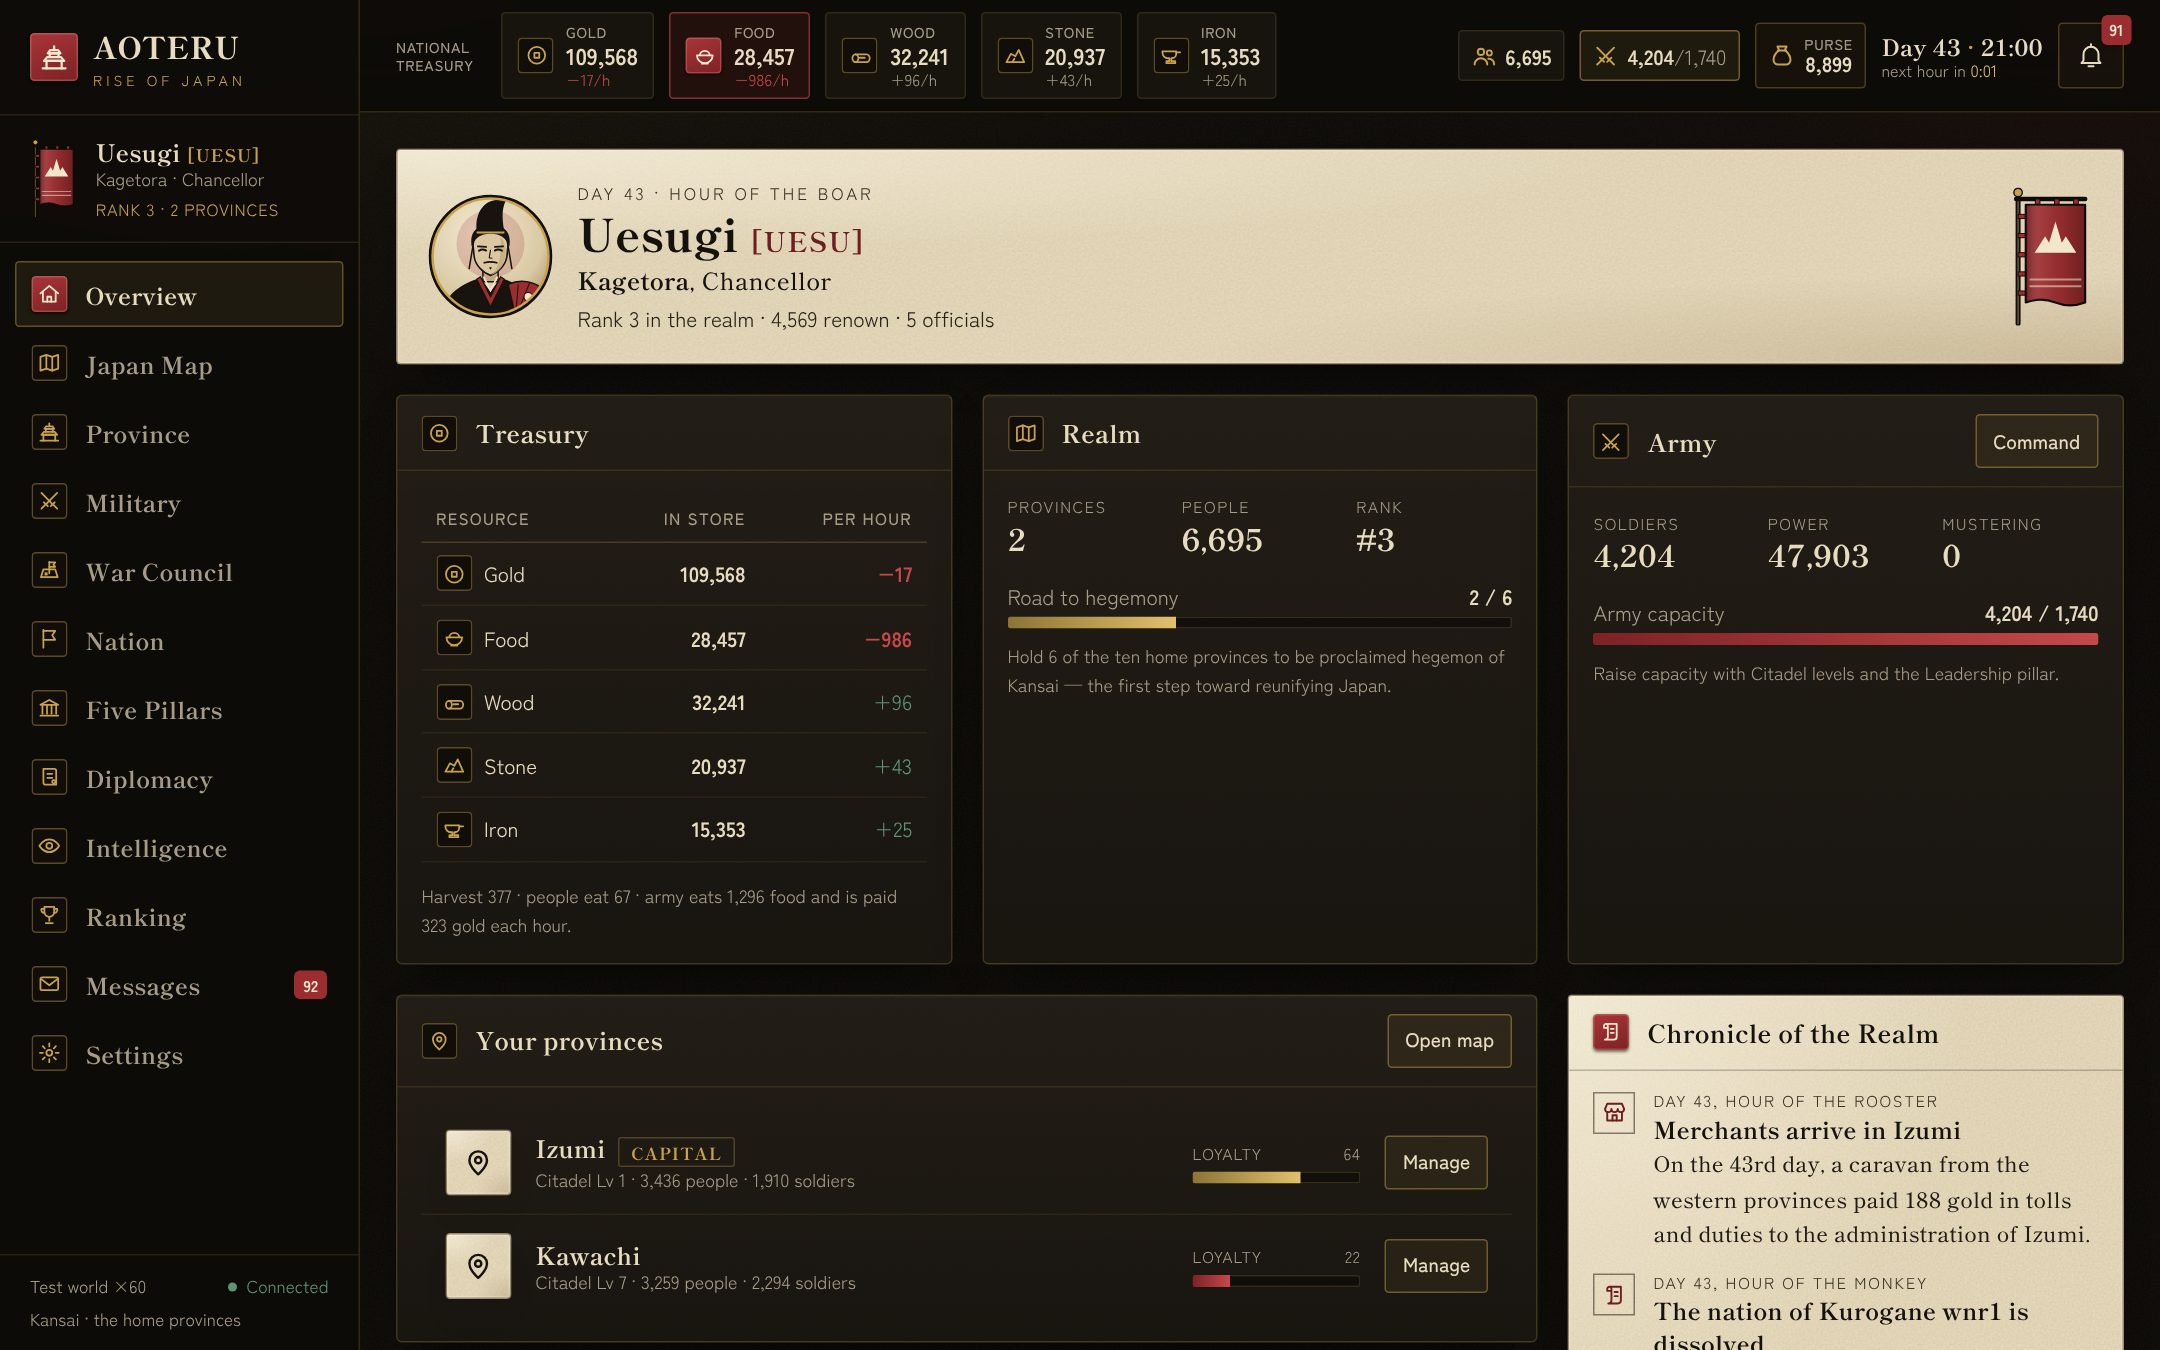 AOTERU
RISE OF JAPAN
Uesugi [UESU]
Kagetora · Chancellor
RANK 3 · 2 PROVINCES
Overview
Japan Map
Province
Military
War Council
Nation
Five Pillars
Diplomacy
Intelligence
Ranking
Messages 92
Settings
Test world ×60 Connected
Kansai · the home provinces
NATIONAL
TREASURY
GOLD
109,568
−17/h
FOOD
28,457
−986/h
WOOD
32,241
+96/h
STONE
20,937
+43/h
IRON
15,353
+25/h
6,695
4,204/1,740
PURSE
8,899
Day 43 · 21:00
next hour in 0:01
91
DAY 43 · HOUR OF THE BOAR
Uesugi [UESU]
Kagetora, Chancellor
Rank 3 in the realm · 4,569 renown · 5 officials
Treasury
RESOURCE IN STORE PER HOUR
Gold 109,568 −17
Food 28,457 −986
Wood 32,241 +96
Stone 20,937 +43
Iron 15,353 +25
Harvest 377 · people eat 67 · army eats 1,296 food and is paid
323 gold each hour.
Realm
PROVINCES PEOPLE RANK
2 6,695 #3
Road to hegemony 2 / 6
Hold 6 of the ten home provinces to be proclaimed hegemon of
Kansai — the first step toward reunifying Japan.
Army Command
SOLDIERS POWER MUSTERING
4,204 47,903 0
Army capacity 4,204 / 1,740
Raise capacity with Citadel levels and the Leadership pillar.
Your provinces Open map
Izumi CAPITAL
Citadel Lv 1 · 3,436 people · 1,910 soldiers
LOYALTY 64
Manage
Kawachi
Citadel Lv 7 · 3,259 people · 2,294 soldiers
LOYALTY 22
Manage
Chronicle of the Realm
DAY 43, HOUR OF THE ROOSTER
Merchants arrive in Izumi
On the 43rd day, a caravan from the
western provinces paid 188 gold in tolls
and duties to the administration of Izumi.
DAY 43, HOUR OF THE MONKEY
The nation of Kurogane wnr1 is
dissolved